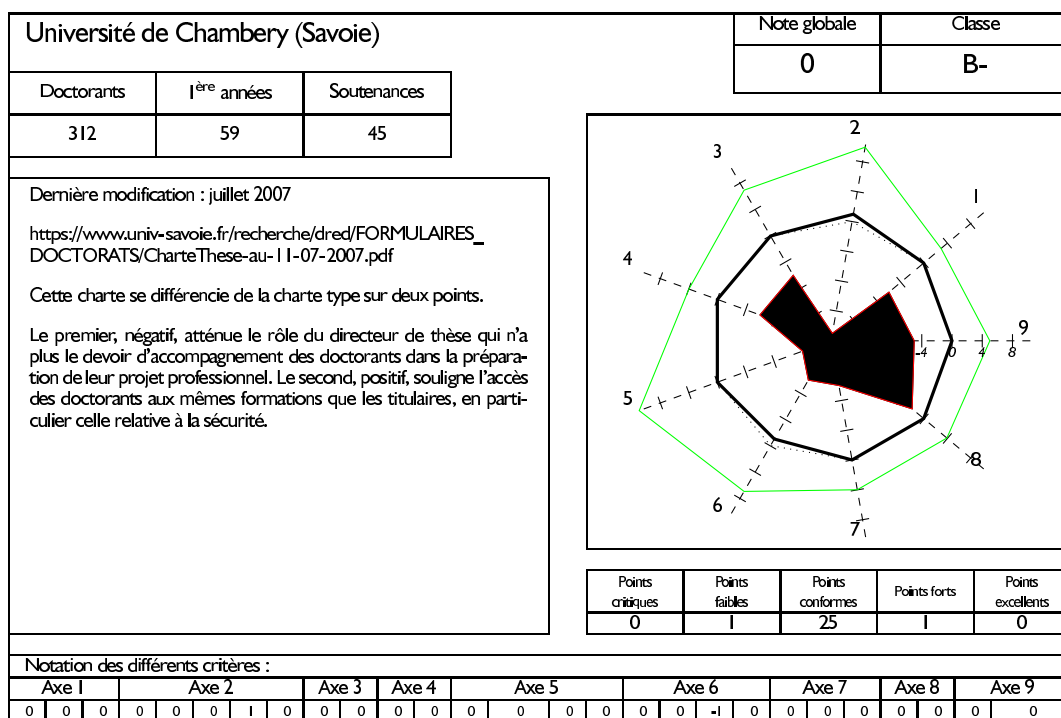 Université de Chambery (Savoie)
Note globale Classe
0 B-
Doctorants 1ère années Soutenances
312 59 45
Dernière modification : juillet 2007
https://www.univ-savoie.fr/recherche/dred/FORMULAIRES_
DOCTORATS/CharteThese-au-11-07-2007.pdf
Cette charte se différencie de la charte type sur deux points.
Le premier, négatif, atténue le rôle du directeur de thèse qui n'a
plus le devoir d'accompagnement des doctorants dans la prépara-
tion de leur projet professionnel. Le second, positif, souligne l'accès
des doctorants aux mêmes formations que les titulaires, en parti-
culier celle relative à la sécurité.
2
3
1
4
9
-4 0 4 8
5
8
6
7
Points critiques Points faibles Points conformes Points forts Points excellents
0 1 25 1 0
Notation des différents critères :
Axe 1 Axe 2 Axe 3 Axe 4 Axe 5 Axe 6 Axe 7 Axe 8 Axe 9
0 0 0 0 0 0 1 0 0 0 0 0 0 0 0 0 0 0 -1 0 0 0 0 0 0 0 0